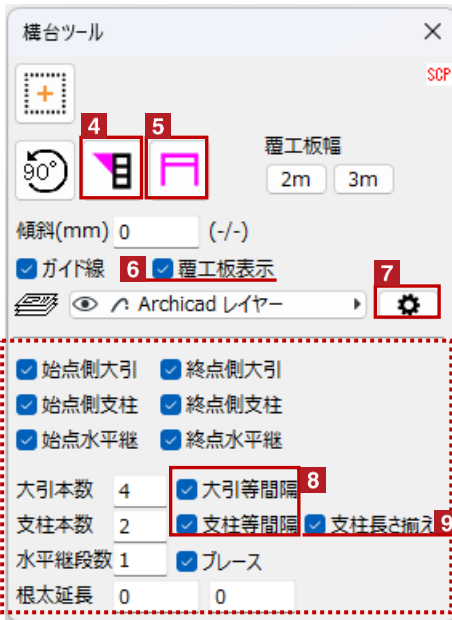 構台ツール
SCP
4 5
90°
覆工板幅
2m 3m
傾斜(mm) 0 (-/-)
ガイド線 6 覆工板表示
7
Archicad レイヤー
始点側大引 終点側大引
始点側支柱 終点側支柱
始点水平継 終点水平継
大引本数 4 大引等間隔 8
支柱本数 2 支柱等間隔 支柱長さ揃え 9
水平継段数 1 ブレース
根太延長 0 0